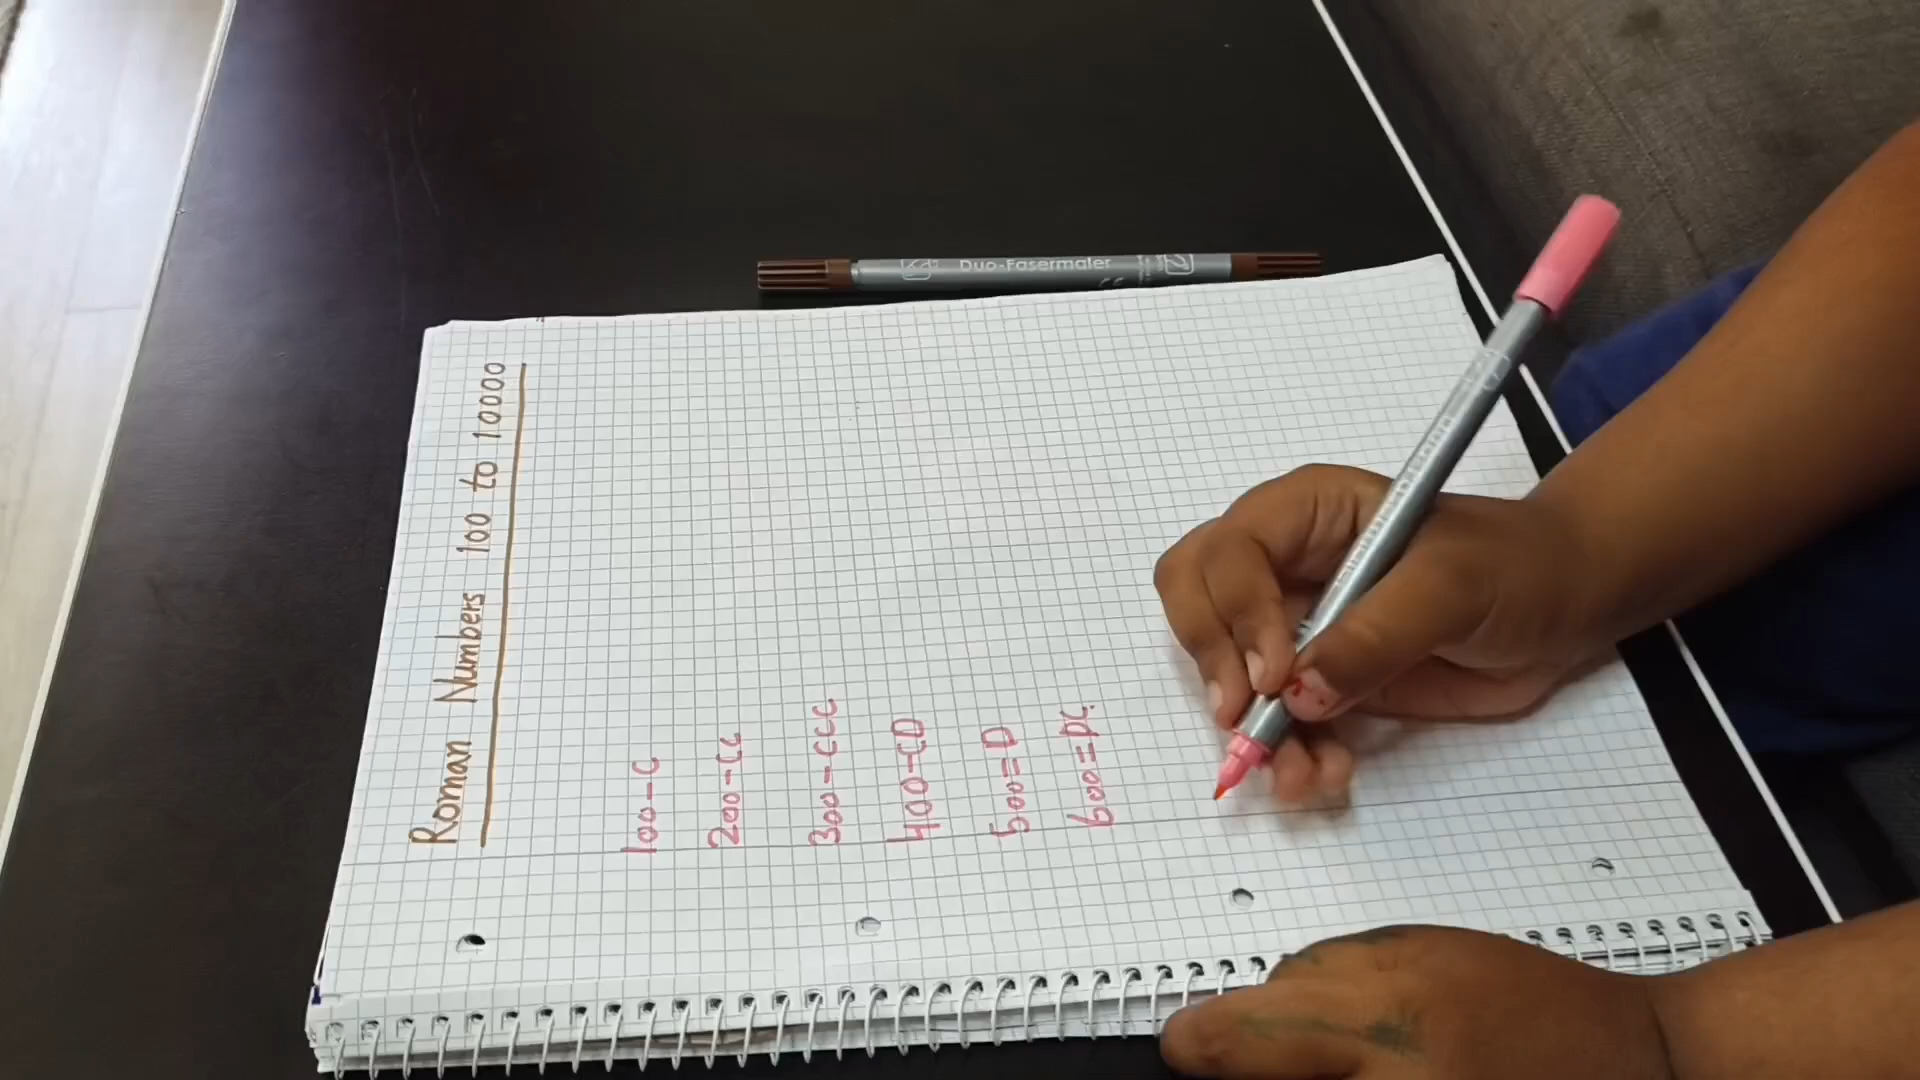 Roman Numbers 100 to 10000
100-C
200-CC
300-CCC
400-CD
500=D
600=DC.
Duo-Fasermaler